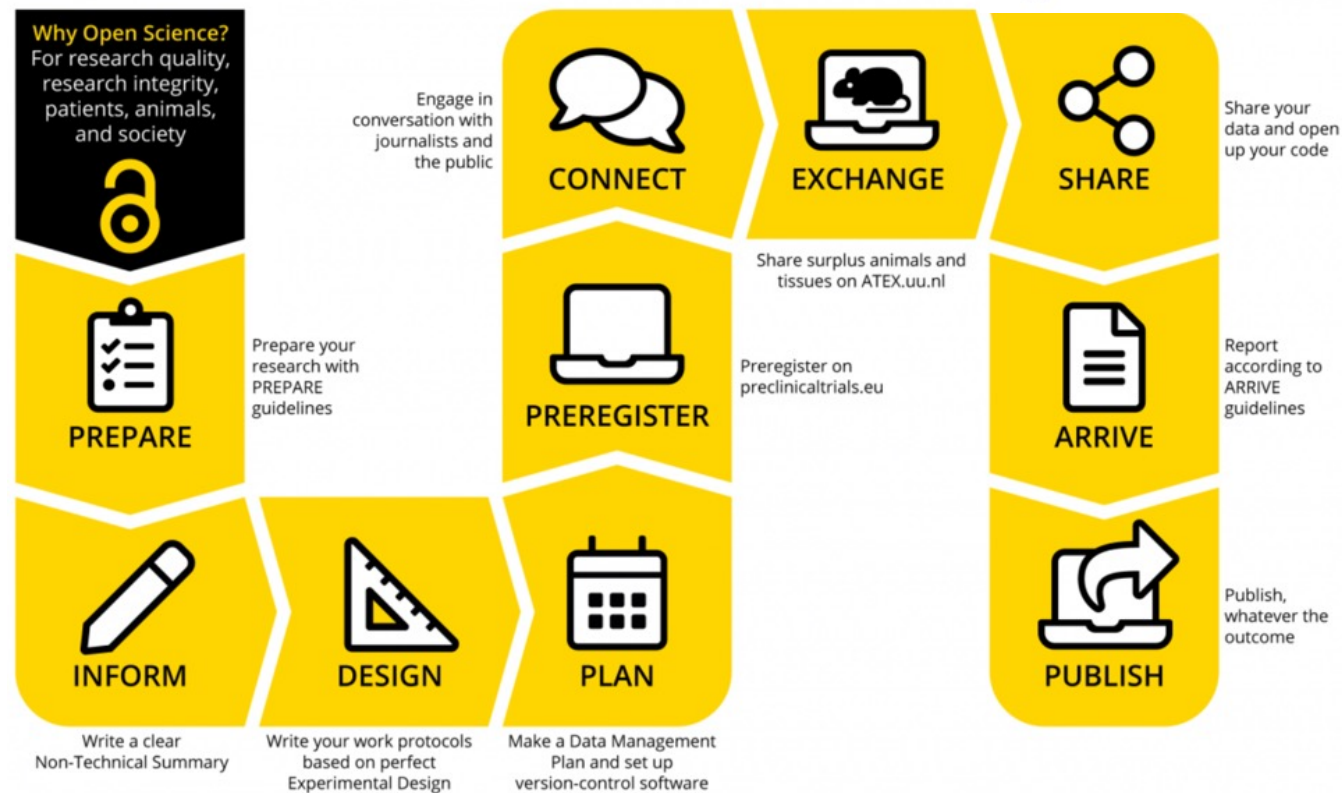 Why Open Science?
For research quality,
research integrity,
patients, animals,
and society
PREPARE
Prepare your
research with
PREPARE
guidelines
INFORM
Write a clear
Non-Technical Summary
DESIGN
Write your work protocols
based on perfect
Experimental Design
PLAN
Make a Data Management
Plan and set up
version-control software
PREREGISTER
Preregister on
preclinicaltrials.eu
CONNECT
Engage in
conversation with
journalists and
the public
EXCHANGE
Share surplus animals and
tissues on ATEX.uu.nl
SHARE
Share your
data and open
up your code
ARRIVE
Report
according to
ARRIVE
guidelines
PUBLISH
Publish,
whatever the
outcome